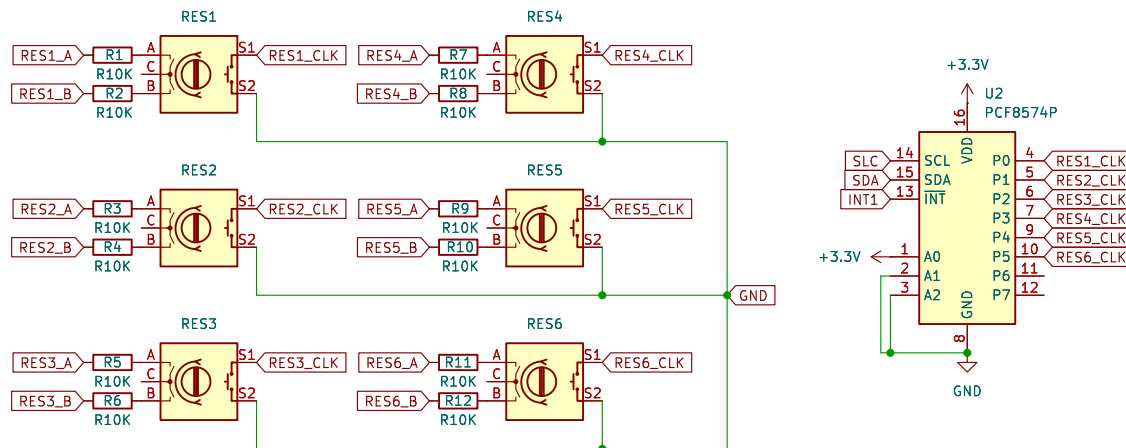 RES1
RES1_A
R1
R10K
RES1_B
R2
R10K
A
C
B
S1
S2
RES1_CLK
RES4
RES4_A
R7
R10K
RES4_B
R8
R10K
A
C
B
S1
S2
RES4_CLK
RES2
RES2_A
R3
R10K
RES2_B
R4
R10K
A
C
B
S1
S2
RES2_CLK
RES5
RES5_A
R9
R10K
RES5_B
R10
R10K
A
C
B
S1
S2
RES5_CLK
GND
RES3
RES3_A
R5
R10K
RES3_B
R6
R10K
A
C
B
S1
S2
RES3_CLK
RES6
RES6_A
R11
R10K
RES6_B
R12
R10K
A
C
B
S1
S2
RES6_CLK
+3.3V
U2
PCF8574P
16
VDD
SLC 14 SCL
SDA 15 SDA
INT1 13 INT
+3.3V 1 A0
2 A1
3 A2
P0 4 RES1_CLK
P1 5 RES2_CLK
P2 6 RES3_CLK
P3 7 RES4_CLK
P4 9 RES5_CLK
P5 10 RES6_CLK
P6 11
P7 12
GND
8
GND